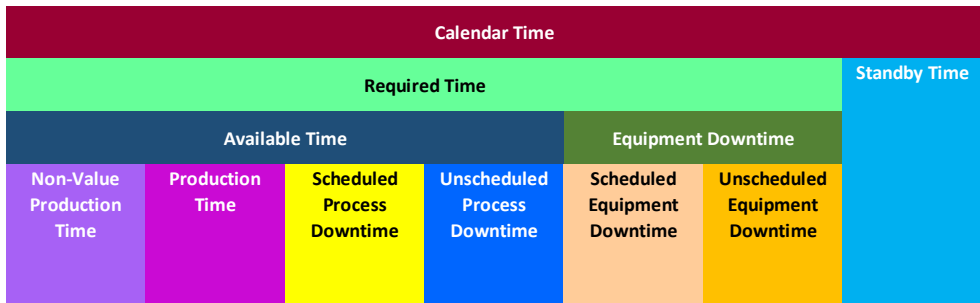 Calendar Time
Required Time
Standby Time
Available Time
Equipment Downtime
Non-Value
Production
Time
Production
Time
Scheduled
Process
Downtime
Unscheduled
Process
Downtime
Scheduled
Equipment
Downtime
Unscheduled
Equipment
Downtime